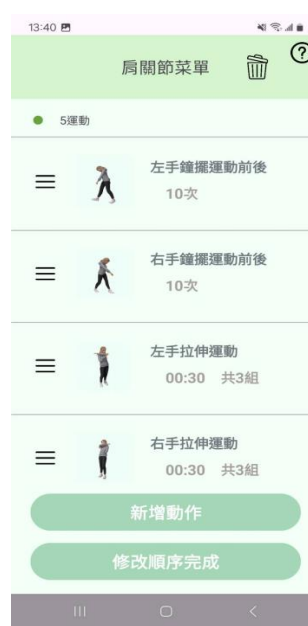 13:40
肩關節菜單
?
5運動
左手鐘擺運動前後
10次
右手鐘擺運動前後
10次
左手拉伸運動
00:30 共3組
右手拉伸運動
00:30 共3組
新增動作
修改順序完成